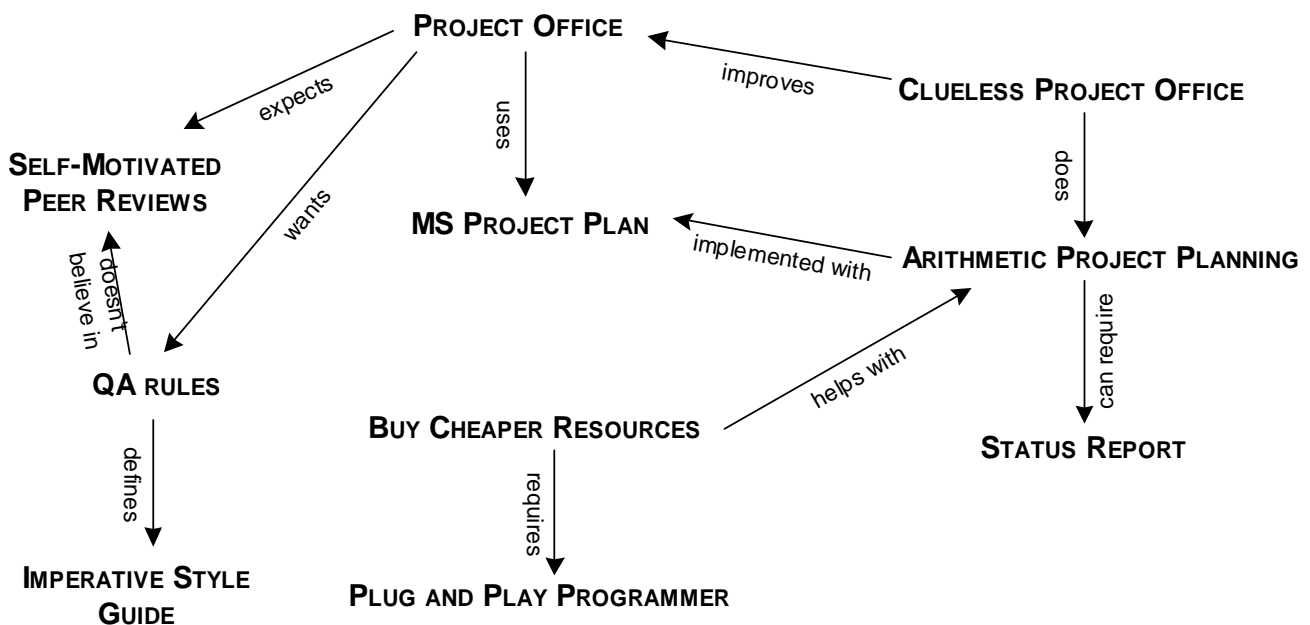 PROJECT OFFICE
improves
CLUELESS PROJECT OFFICE
expects
uses
does
SELF-MOTIVATED
PEER REVIEWS
wants
MS PROJECT PLAN
implemented with
ARITHMETIC PROJECT PLANNING
doesn't
believe in
QA RULES
helps with
can require
BUY CHEAPER RESOURCES
STATUS REPORT
defines
requires
IMPERATIVE STYLE
GUIDE
PLUG AND PLAY PROGRAMMER